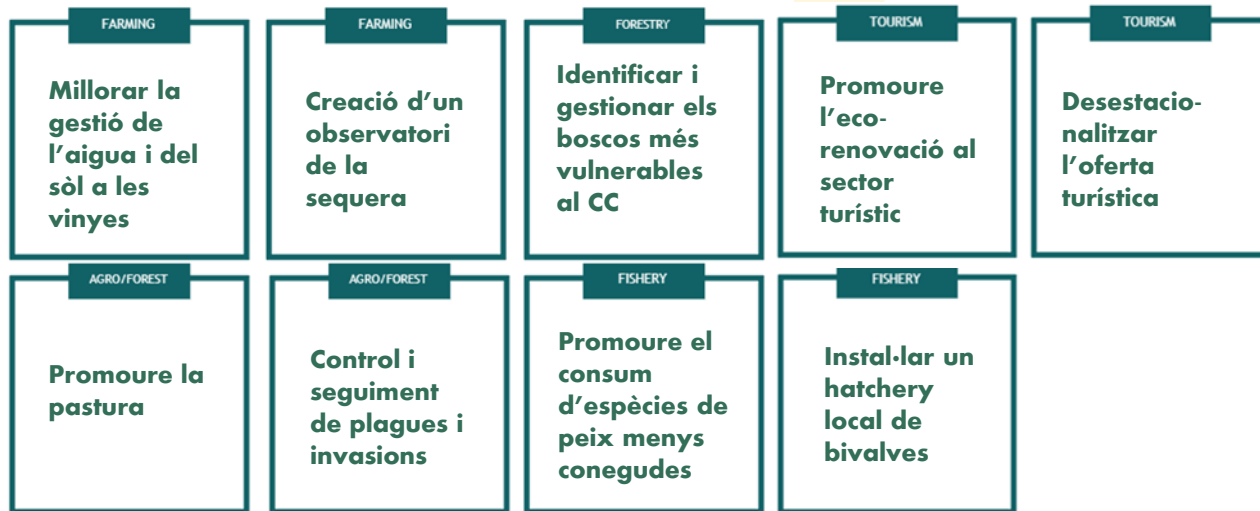 FARMING
Millorar la
gestió de
l’aigua i del
sòl a les
vinyes
FARMING
Creació d’un
observatori
de la
sequera
FORESTRY
Identificar i
gestionar els
boscos més
vulnerables
al CC
TOURISM
Promoure
l’eco-
renovació al
sector
turístic
TOURISM
Desestacio-
nalitzar
l’oferta
turística
AGRO/FOREST
Promoure la
pastura
AGRO/FOREST
Control i
seguiment
de plagues i
invasions
FISHERY
Promoure el
consum
d’espècies de
peix menys
conegudes
FISHERY
Instal·lar un
hatchery
local de
bivalves